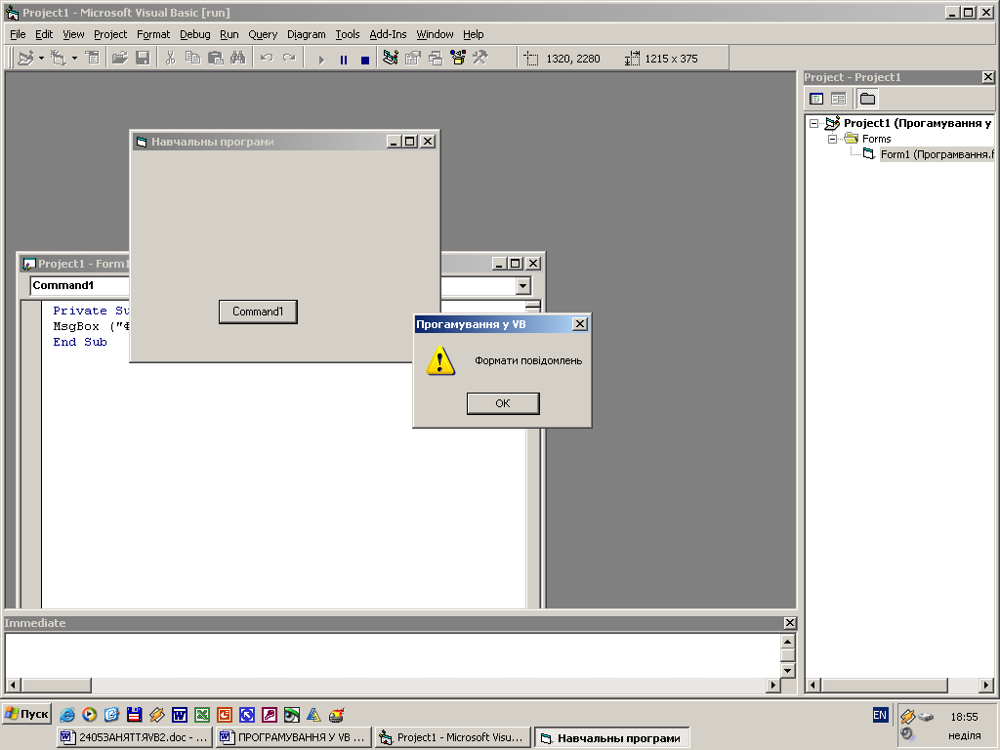 Project1 - Microsoft Visual Basic [run]
File Edit View Project Format Debug Run Query Diagram Tools Add-Ins Window Help
1320, 2280 1215 x 375
Project - Project1
Project1 (Прогамування у
Forms
Form1 (Програмвання.f
Навчальны програми
Command1
Project1 - Form1
Command1
Private Su
MsgBox ("Ф
End Sub
Прогамування у VB
Формати повідомлень
OK
Immediate
Пуск
EN
18:55
неділя
2405ЗАНЯТТЯVB2.doc - ...
ПРОГРАМУВАННЯ У VB ...
Project1 - Microsoft Visu...
Навчальны програми